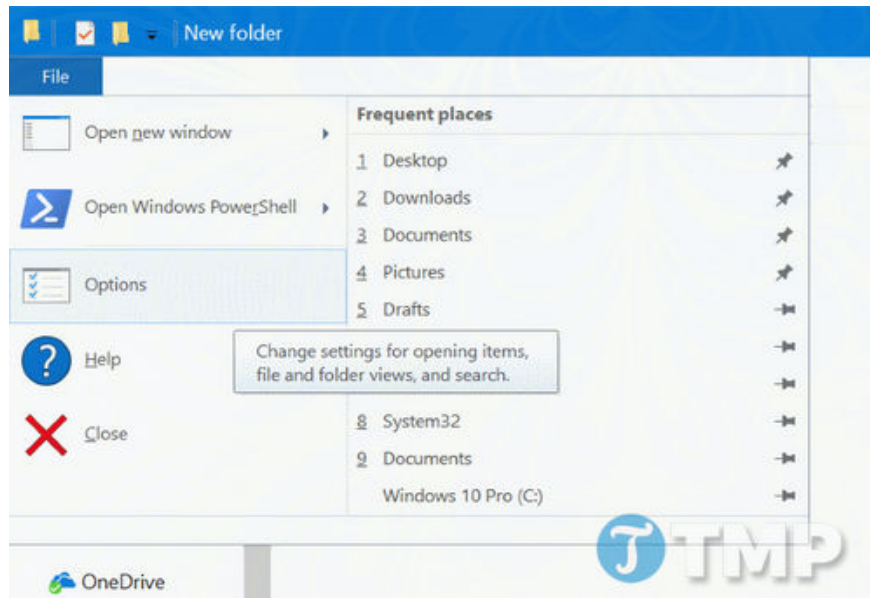 New folder
File
Open new window
Open Windows PowerShell
Options
Help
Close
Frequent places
1 Desktop
2 Downloads
3 Documents
4 Pictures
5 Drafts
Change settings for opening items,
file and folder views, and search.
8 System32
9 Documents
Windows 10 Pro (C:)
OneDrive
TMP